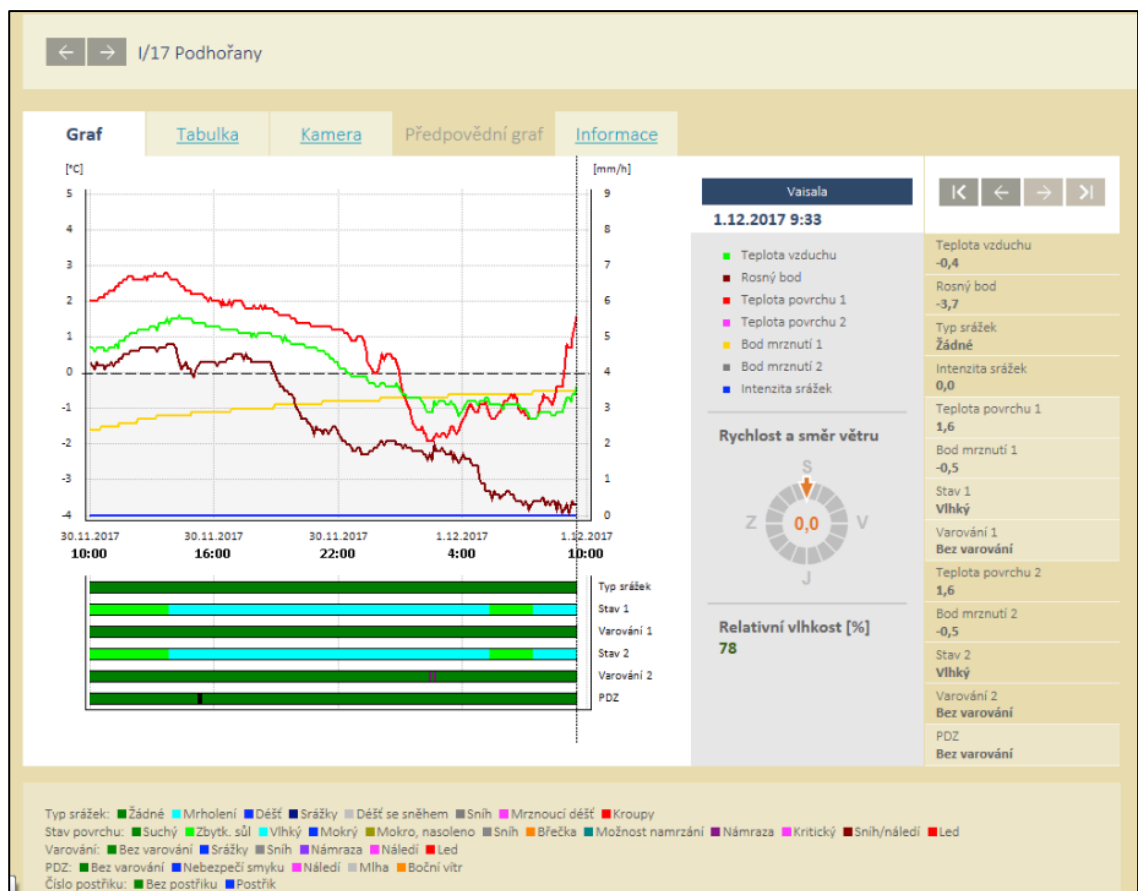 I/17 Podhořany
Graf Tabulka Kamera Předpovědní graf Informace
[°C] [mm/h]
5 9
4 8
3 7
2 6
1 5
0 4
-1 3
-2 2
-3 1
-4 0
30.11.2017 30.11.2017 30.11.2017 1.12.2017 1.12.2017
10:00 16:00 22:00 4:00 10:00
Typ srážek
Stav 1
Varování 1
Stav 2
Varování 2
PDZ
Vaisala
1.12.2017 9:33
Teplota vzduchu
Rosný bod
Teplota povrchu 1
Teplota povrchu 2
Bod mrznutí 1
Bod mrznutí 2
Intenzita srážek
Rychlost a směr větru
S
Z 0,0 V
J
Relativní vlhkost [%]
78
Teplota vzduchu
-0,4
Rosný bod
-3,7
Typ srážek
Žádné
Intenzita srážek
0,0
Teplota povrchu 1
1,6
Bod mrznutí 1
-0,5
Stav 1
Vlhký
Varování 1
Bez varování
Teplota povrchu 2
1,6
Bod mrznutí 2
-0,5
Stav 2
Vlhký
Varování 2
Bez varování
PDZ
Bez varování
Typ srážek: Žádné Mrholení Déšť Srážky Déšť se sněhem Sníh Mrznoucí déšť Kroupy
Stav povrchu: Suchý Zbytk. sůl Vlhký Mokrý Mokro, nasoleno Sníh Břečka Možnost namrzání Námraza Kritický Sníh/náledí Led
Varování: Bez varování Srážky Sníh Námraza Náledí Led
PDZ: Bez varování Nebezpečí smyku Náledí Mlha Boční vítr
Číslo postřiku: Bez postřiku Postřik